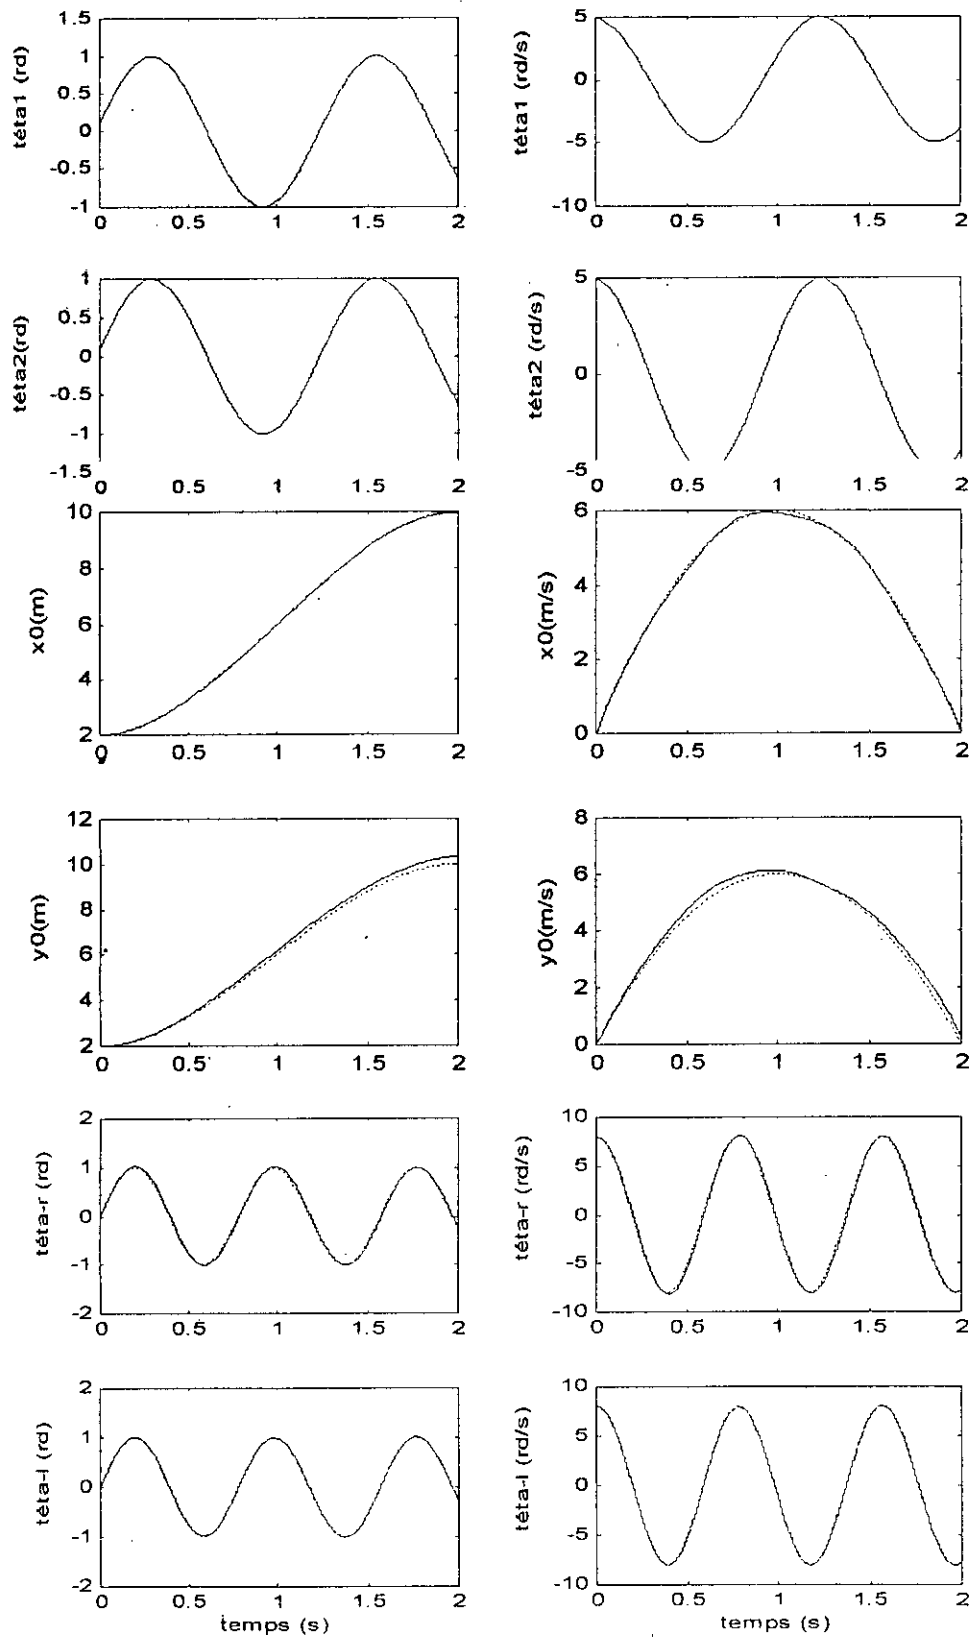 1.5
1
0.5
0
-0.5
-1
téta1 (rd)
0 0.5 1 1.5 2
5
0
-5
-10
téta1 (rd/s)
0 0.5 1 1.5 2
1
0.5
0
-0.5
-1
-1.5
téta2(rd)
0 0.5 1 1.5 2
5
0
-5
téta2 (rd/s)
0 0.5 1 1.5 2
10
8
6
4
2
x0(m)
0 0.5 1 1.5 2
6
4
2
0
x0(m/s)
0 0.5 1 1.5 2
12
10
8
6
4
2
y0(m)
0 0.5 1 1.5 2
8
6
4
2
0
y0(m/s)
0 0.5 1 1.5 2
2
1
0
-1
-2
téta-r (rd)
0 0.5 1 1.5 2
10
5
0
-5
-10
téta-r (rd/s)
0 0.5 1 1.5 2
2
1
0
-1
-2
téta-l (rd)
0 0.5 1 1.5 2
temps (s)
10
5
0
-5
-10
téta-l (rd/s)
0 0.5 1 1.5 2
temps (s)